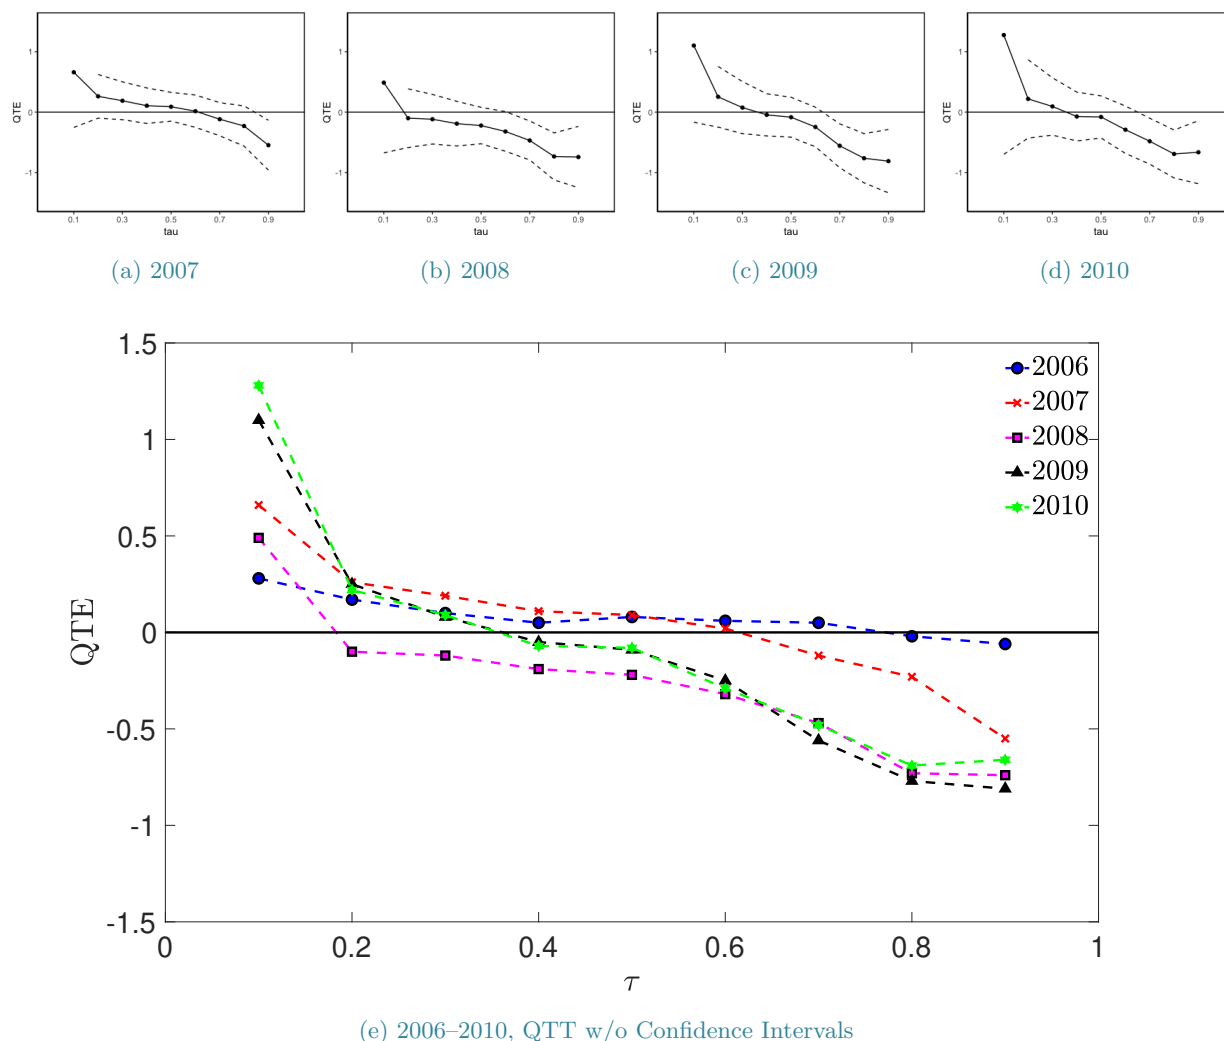 1
0
-1
QTE
0.1 0.3 0.5 0.7 0.9
tau
(a) 2007
1
0
-1
QTE
0.1 0.3 0.5 0.7 0.9
tau
(b) 2008
1
0
-1
QTE
0.1 0.3 0.5 0.7 0.9
tau
(c) 2009
1
0
-1
QTE
0.1 0.3 0.5 0.7 0.9
tau
(d) 2010
1.5
1
0.5
0
-0.5
-1
-1.5
QTE
2006
2007
2008
2009
2010
0 0.2 0.4 0.6 0.8 1
τ
(e) 2006–2010, QTT w/o Confidence Intervals